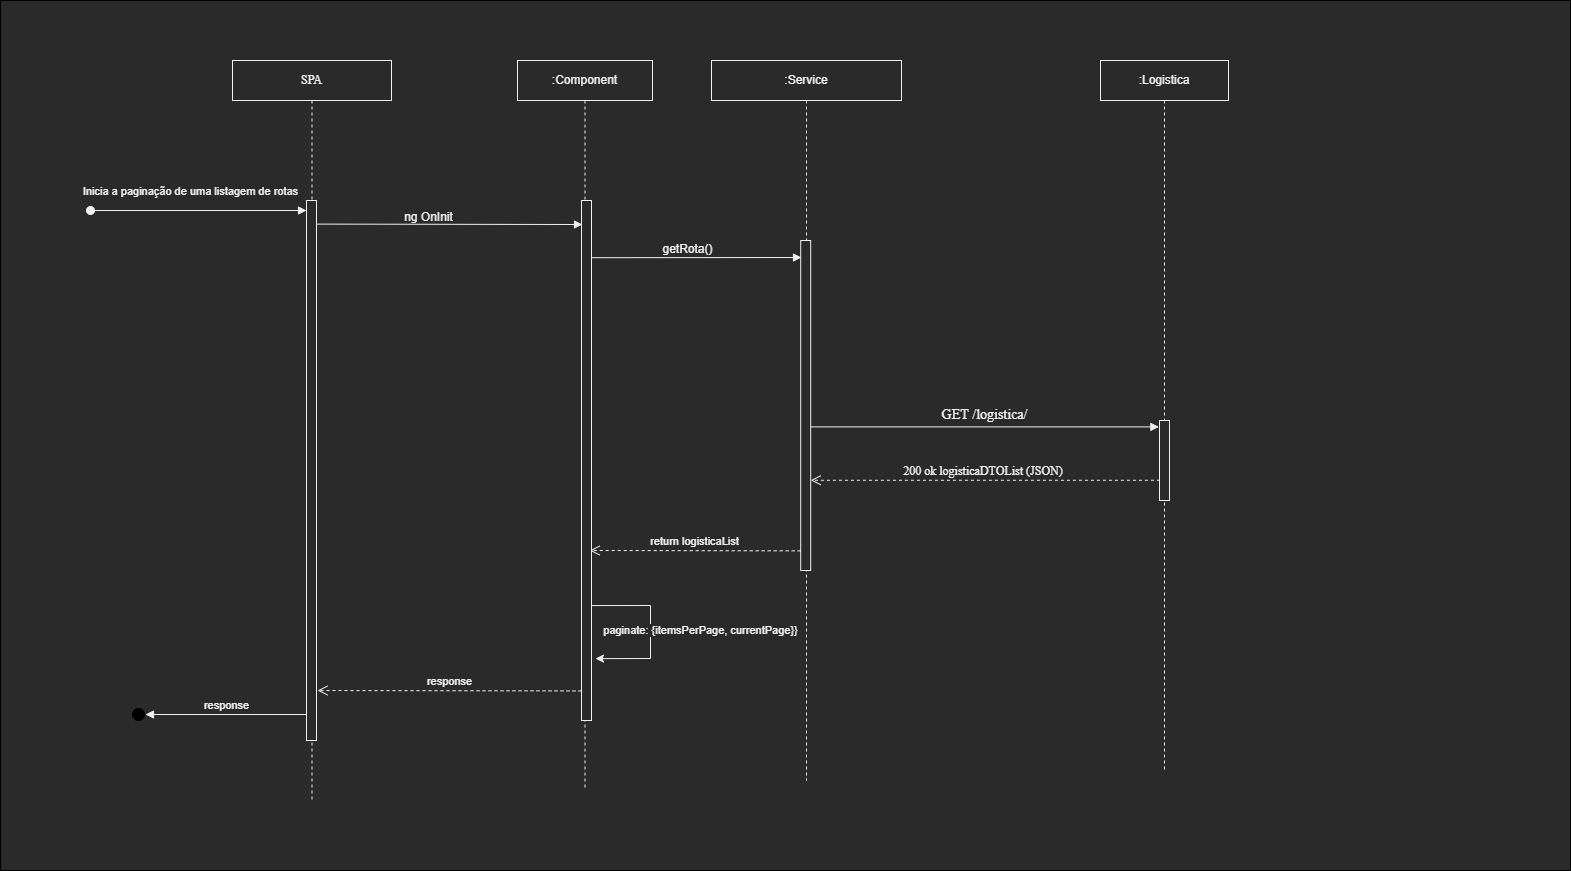 SPA
:Component
:Service
:Logistica
Inicia a paginação de uma listagem de rotas
ng OnInit
getRota()
GET /logistica/
200 ok logisticaDTOList (JSON)
return logisticaList
paginate: {itemsPerPage, currentPage}}
response
response